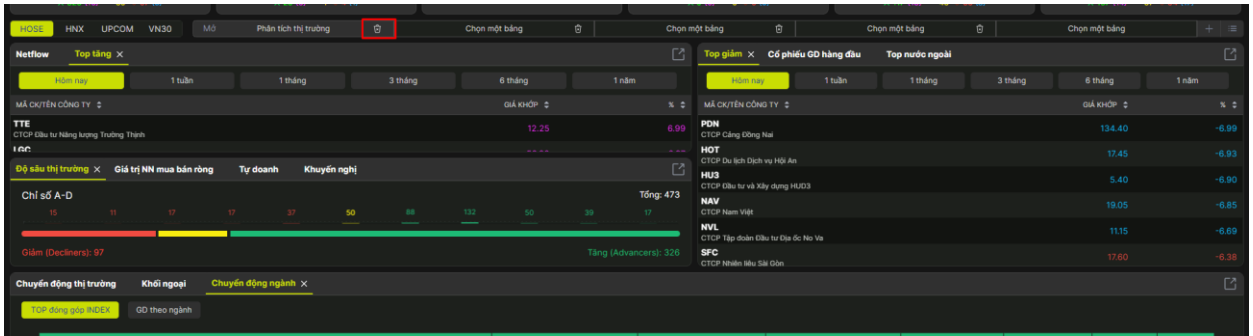 HOSE HNX UPCOM VN30 Mở Phân tích thị trường Chọn một bảng Chọn một bảng Chọn một bảng Chọn một bảng
Netflow Top tăng ×
Hôm nay 1 tuần 1 tháng 3 tháng 6 tháng 1 năm
MÃ CK/TÊN CÔNG TY GIÁ KHỚP %
TTE 12.25 6.99
CTCP Đầu tư Năng lượng Trường Thịnh
LGC
Độ sâu thị trường × Giá trị NN mua bán ròng Tự doanh Khuyến nghị
Chỉ số A-D Tổng: 473
15 11 17 17 37 50 88 132 50 39 17
Giảm (Decliners): 97 Tăng (Advancers): 326
Top giảm × Cổ phiếu GD hàng đầu Top nước ngoài
Hôm nay 1 tuần 1 tháng 3 tháng 6 tháng 1 năm
MÃ CK/TÊN CÔNG TY GIÁ KHỚP %
PDN 134.40 -6.99
CTCP Cảng Đồng Nai
HOT 17.45 -6.93
CTCP Du lịch Dịch vụ Hội An
HU3 5.40 -6.90
CTCP Đầu tư và Xây dựng HUD3
NAV 19.05 -6.85
CTCP Nam Việt
NVL 11.15 -6.69
CTCP Tập đoàn Đầu tư Địa ốc No Va
SFC 17.60 -6.38
CTCP Nhiên liệu Sài Gòn
Chuyển động thị trường Khối ngoại Chuyển động ngành ×
TOP đóng góp INDEX GD theo ngành